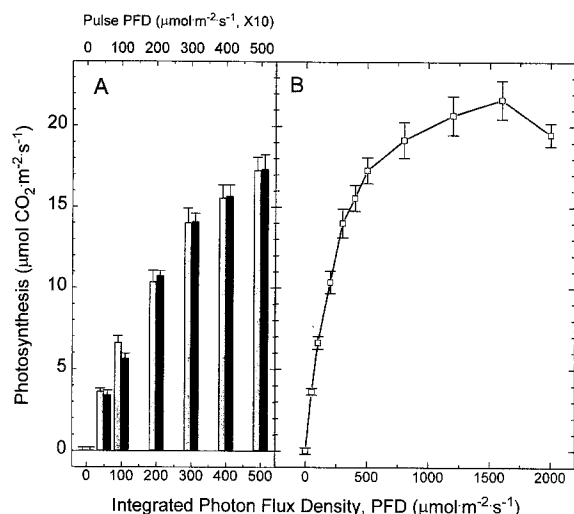 Pulse PFD (µmol·m-2·s-1, X10)
0 100 200 300 400 500
A
B
20
15
10
5
0
Photosynthesis (µmol CO2·m-2·s-1)
0 100 200 300 400 500
0 500 1000 1500 2000
Integrated Photon Flux Density, PFD (µmol·m-2·s-1)